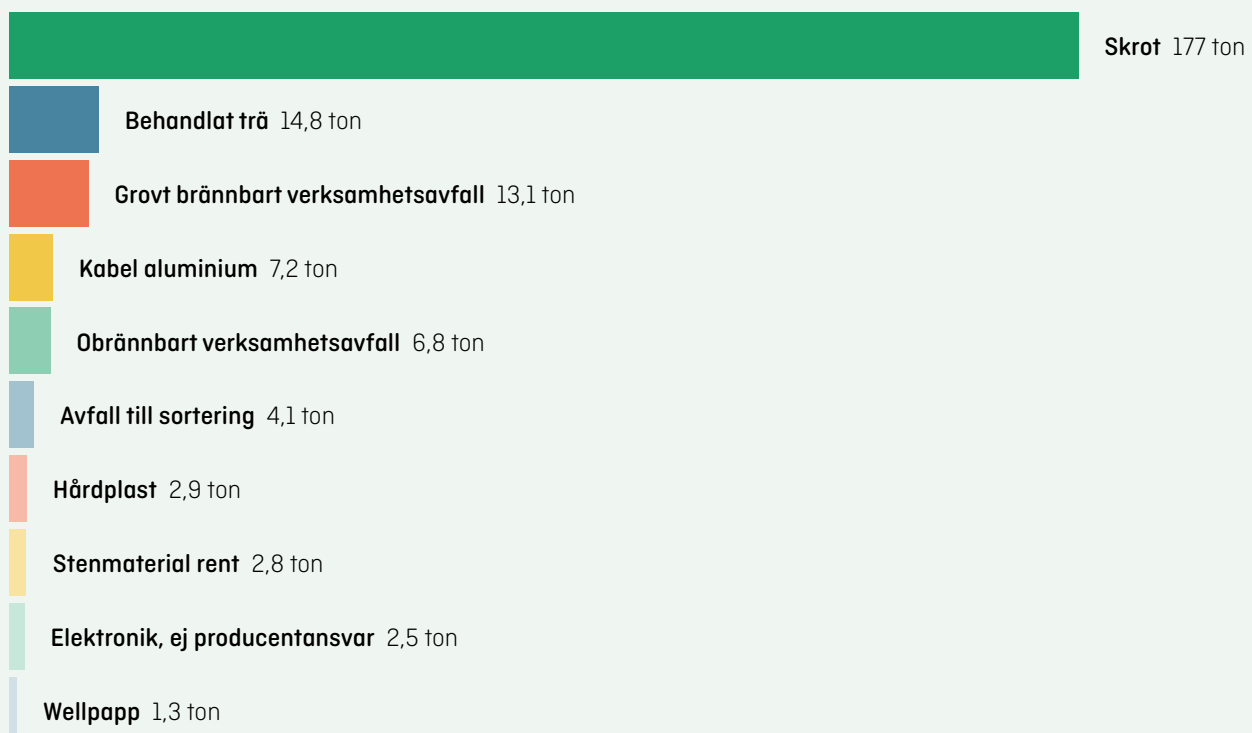 Skrot 177 ton
Behandlat trä 14,8 ton
Grovt brännbart verksamhetsavfall 13,1 ton
Kabel aluminium 7,2 ton
Obrännbart verksamhetsavfall 6,8 ton
Avfall till sortering 4,1 ton
Hårdplast 2,9 ton
Stenmaterial rent 2,8 ton
Elektronik, ej producentansvar 2,5 ton
Wellpapp 1,3 ton